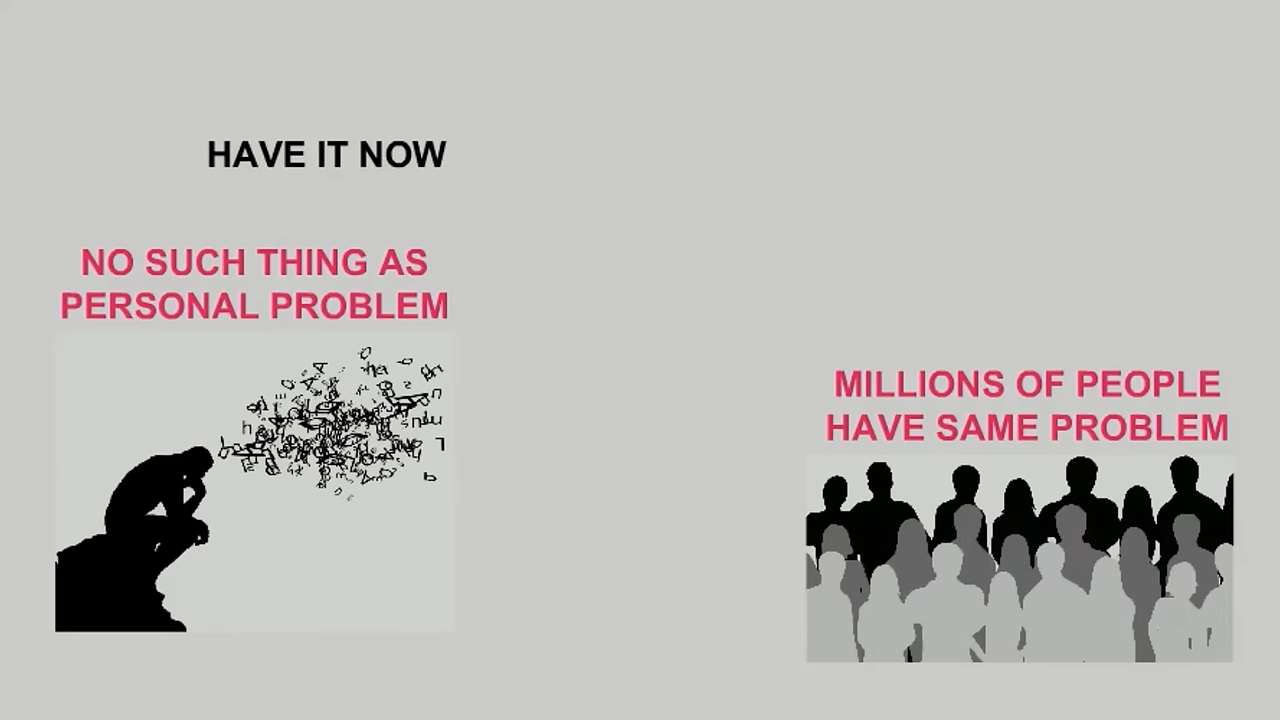 HAVE IT NOW
NO SUCH THING AS
PERSONAL PROBLEM
MILLIONS OF PEOPLE
HAVE SAME PROBLEM